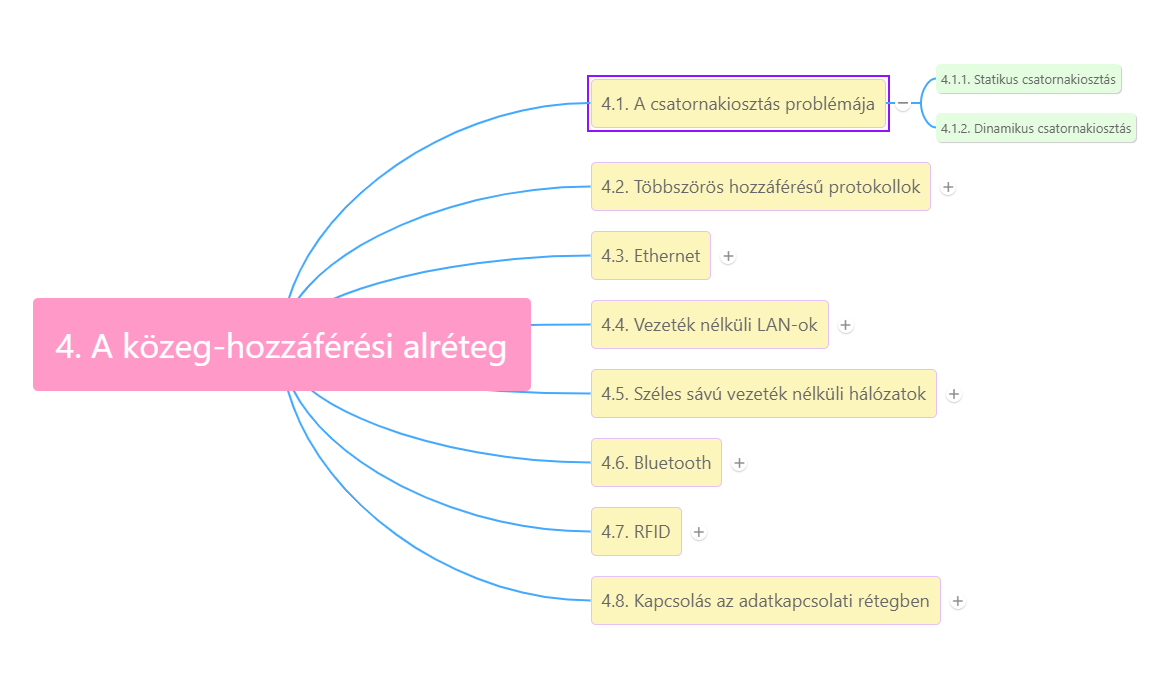 4. A közeg-hozzáférési alréteg
4.1. A csatornakiosztás problémája
4.1.1. Statikus csatornakiosztás
4.1.2. Dinamikus csatornakiosztás
4.2. Többszörös hozzáférésű protokollok
4.3. Ethernet
4.4. Vezeték nélküli LAN-ok
4.5. Széles sávú vezeték nélküli hálózatok
4.6. Bluetooth
4.7. RFID
4.8. Kapcsolás az adatkapcsolati rétegben